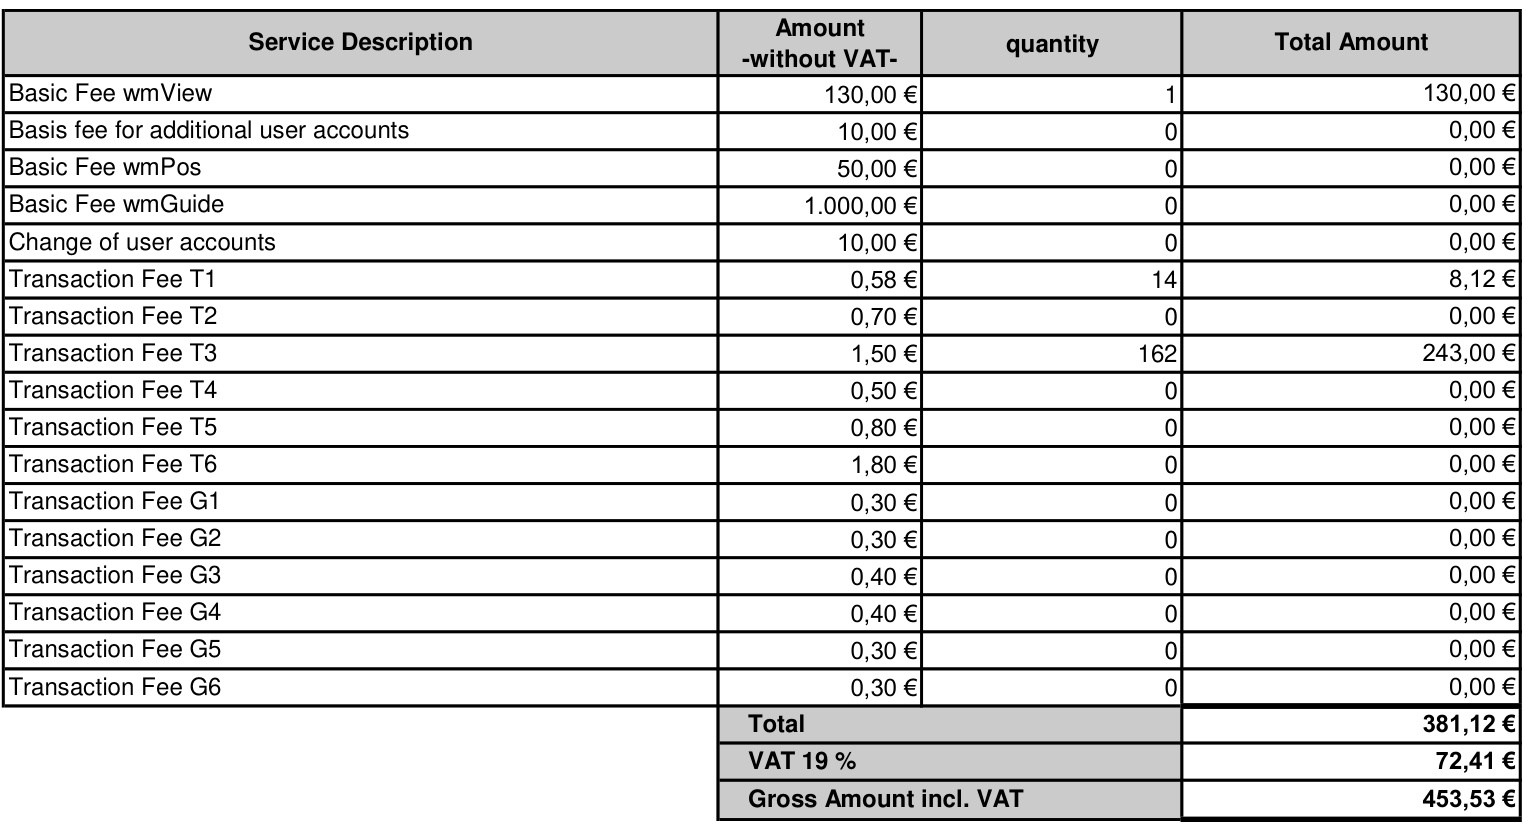 Service Description Amount -without VAT- quantity Total Amount
Basic Fee wmView 130,00 € 1 130,00 €
Basis fee for additional user accounts 10,00 € 0 0,00 €
Basic Fee wmPos 50,00 € 0 0,00 €
Basic Fee wmGuide 1.000,00 € 0 0,00 €
Change of user accounts 10,00 € 0 0,00 €
Transaction Fee T1 0,58 € 14 8,12 €
Transaction Fee T2 0,70 € 0 0,00 €
Transaction Fee T3 1,50 € 162 243,00 €
Transaction Fee T4 0,50 € 0 0,00 €
Transaction Fee T5 0,80 € 0 0,00 €
Transaction Fee T6 1,80 € 0 0,00 €
Transaction Fee G1 0,30 € 0 0,00 €
Transaction Fee G2 0,30 € 0 0,00 €
Transaction Fee G3 0,40 € 0 0,00 €
Transaction Fee G4 0,40 € 0 0,00 €
Transaction Fee G5 0,30 € 0 0,00 €
Transaction Fee G6 0,30 € 0 0,00 €
Total 381,12 €
VAT 19 % 72,41 €
Gross Amount incl. VAT 453,53 €